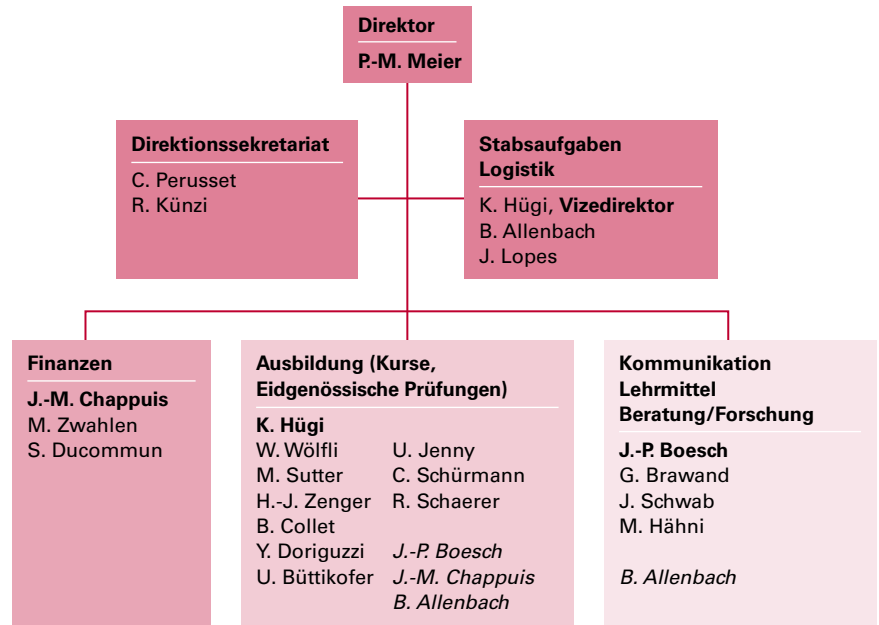 Direktor
P.-M. Meier
Direktionssekretariat
C. Perusset
R. Künzi
Stabsaufgaben
Logistik
K. Hügi, Vizedirektor
B. Allenbach
J. Lopes
Finanzen
J.-M. Chappuis
M. Zwahlen
S. Ducommun
Ausbildung (Kurse,
Eidgenössische Prüfungen)
K. Hügi
W. Wölfli
M. Sutter
H.-J. Zenger
B. Collet
Y. Doriguzzi
U. Büttikofer
U. Jenny
C. Schürmann
R. Schaerer
J.-P. Boesch
J.-M. Chappuis
B. Allenbach
Kommunikation
Lehrmittel
Beratung/Forschung
J.-P. Boesch
G. Brawand
J. Schwab
M. Hähni
B. Allenbach